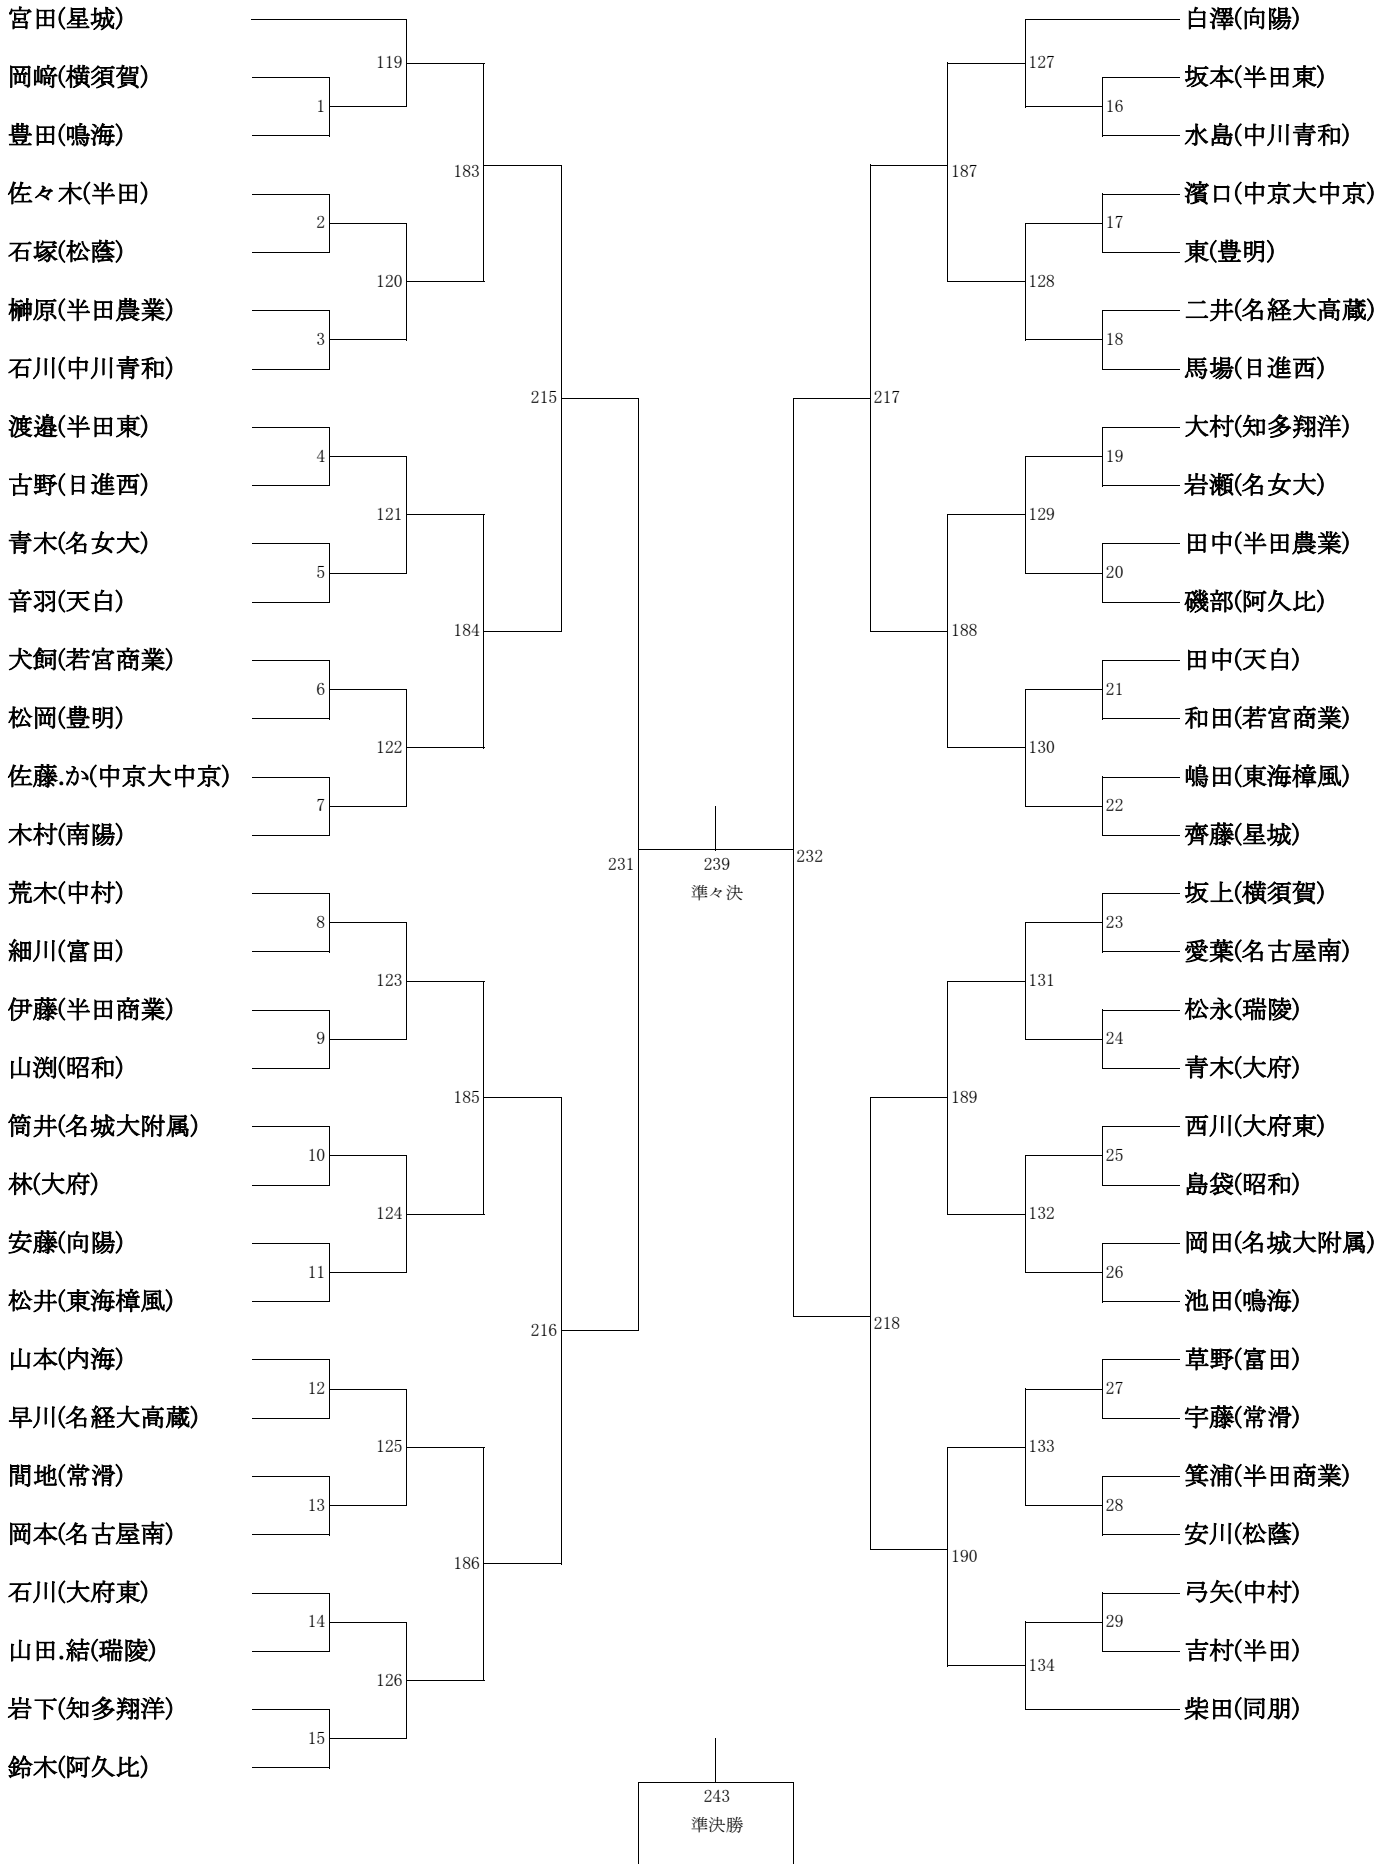 宮田(星城)
岡﨑(横須賀)
豊田(鳴海)
佐々木(半田)
石塚(松蔭)
榊原(半田農業)
石川(中川青和)
渡邉(半田東)
古野(日進西)
青木(名女大)
音羽(天白)
犬飼(若宮商業)
松岡(豊明)
佐藤.か(中京大中京)
木村(南陽)
荒木(中村)
細川(富田)
伊藤(半田商業)
山渕(昭和)
筒井(名城大附属)
林(大府)
安藤(向陽)
松井(東海樟風)
山本(内海)
早川(名経大高蔵)
間地(常滑)
岡本(名古屋南)
石川(大府東)
山田.結(瑞陵)
岩下(知多翔洋)
鈴木(阿久比)
1
2
3
4
5
6
7
8
9
10
11
12
13
14
15
119
120
121
122
123
124
125
126
183
184
185
186
215
216
231
239
準々決
243
準決勝
232
217
218
187
188
189
190
127
128
129
130
131
132
133
134
16
17
18
19
20
21
22
23
24
25
26
27
28
29
白澤(向陽)
坂本(半田東)
水島(中川青和)
濱口(中京大中京)
東(豊明)
二井(名経大高蔵)
馬場(日進西)
大村(知多翔洋)
岩瀬(名女大)
田中(半田農業)
磯部(阿久比)
田中(天白)
和田(若宮商業)
嶋田(東海樟風)
齊藤(星城)
坂上(横須賀)
愛葉(名古屋南)
松永(瑞陵)
青木(大府)
西川(大府東)
島袋(昭和)
岡田(名城大附属)
池田(鳴海)
草野(富田)
宇藤(常滑)
箕浦(半田商業)
安川(松蔭)
弓矢(中村)
吉村(半田)
柴田(同朋)